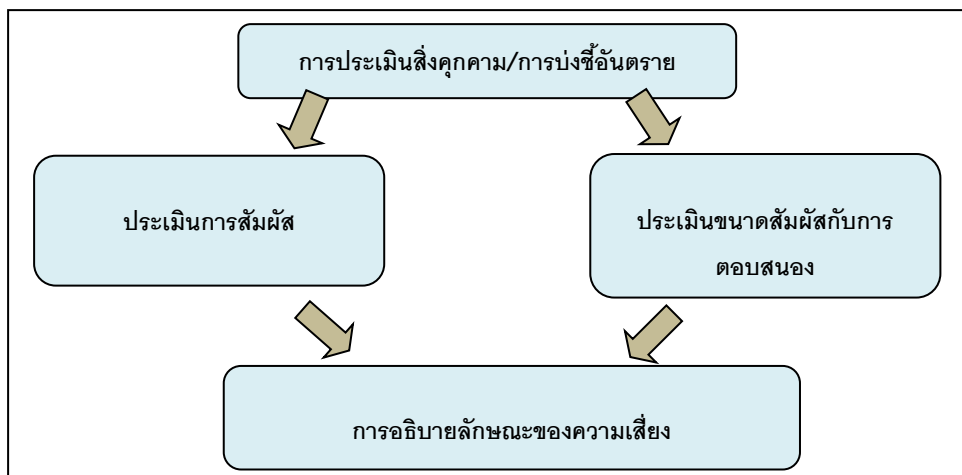 การประเมินสิ่งคุกคาม/การบ่งชี้อันตราย
ประเมินการสัมผัส
ประเมินขนาดสัมผัสกับการ
ตอบสนอง
การอธิบายลักษณะของความเสี่ยง